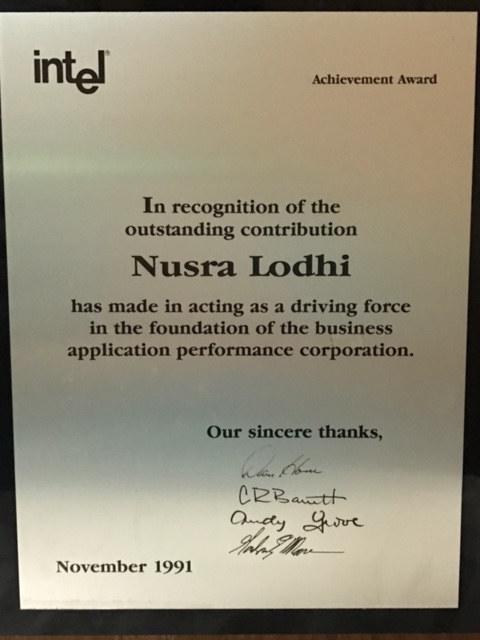 intel®
Achievement Award
In recognition of the
outstanding contribution
Nusra Lodhi
has made in acting as a driving force
in the foundation of the business
application performance corporation.
Our sincere thanks,
CRBarrett
Andy Grove
November 1991